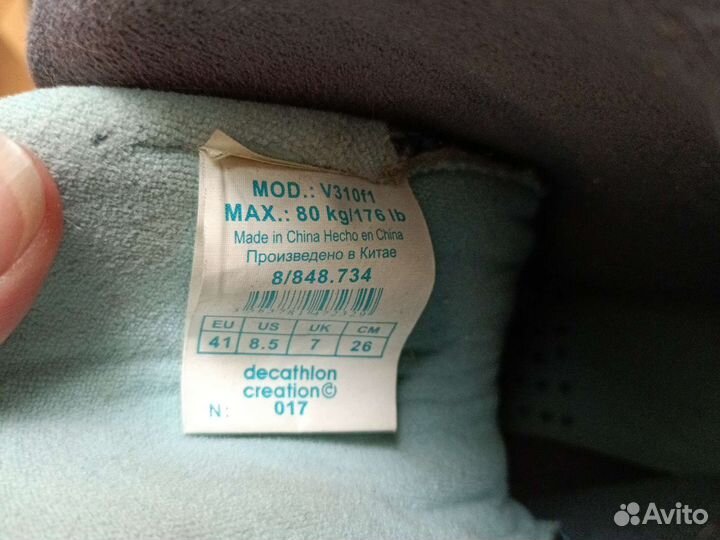 MOD.: V310f1
MAX.: 80 kg/176 lb
Made in China Hecho en China
Произведено в Китае
8/848.734
EU US UK CM
41 8.5 7 26
decathlon
creation©
N: 017
Avito